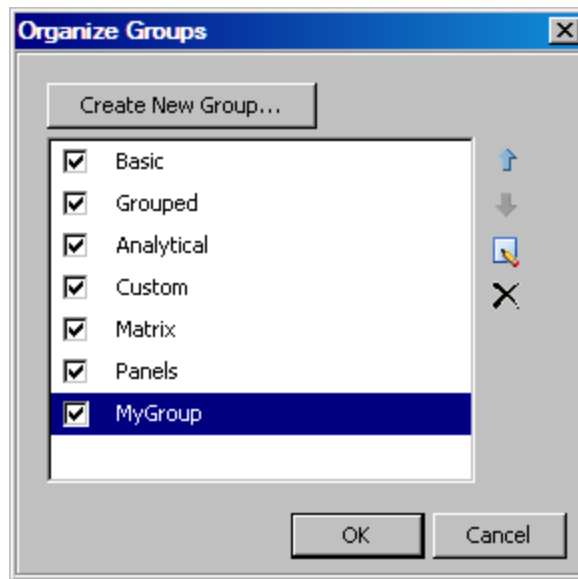 Organize Groups
Create New Group...
Basic
Grouped
Analytical
Custom
Matrix
Panels
MyGroup
OK
Cancel